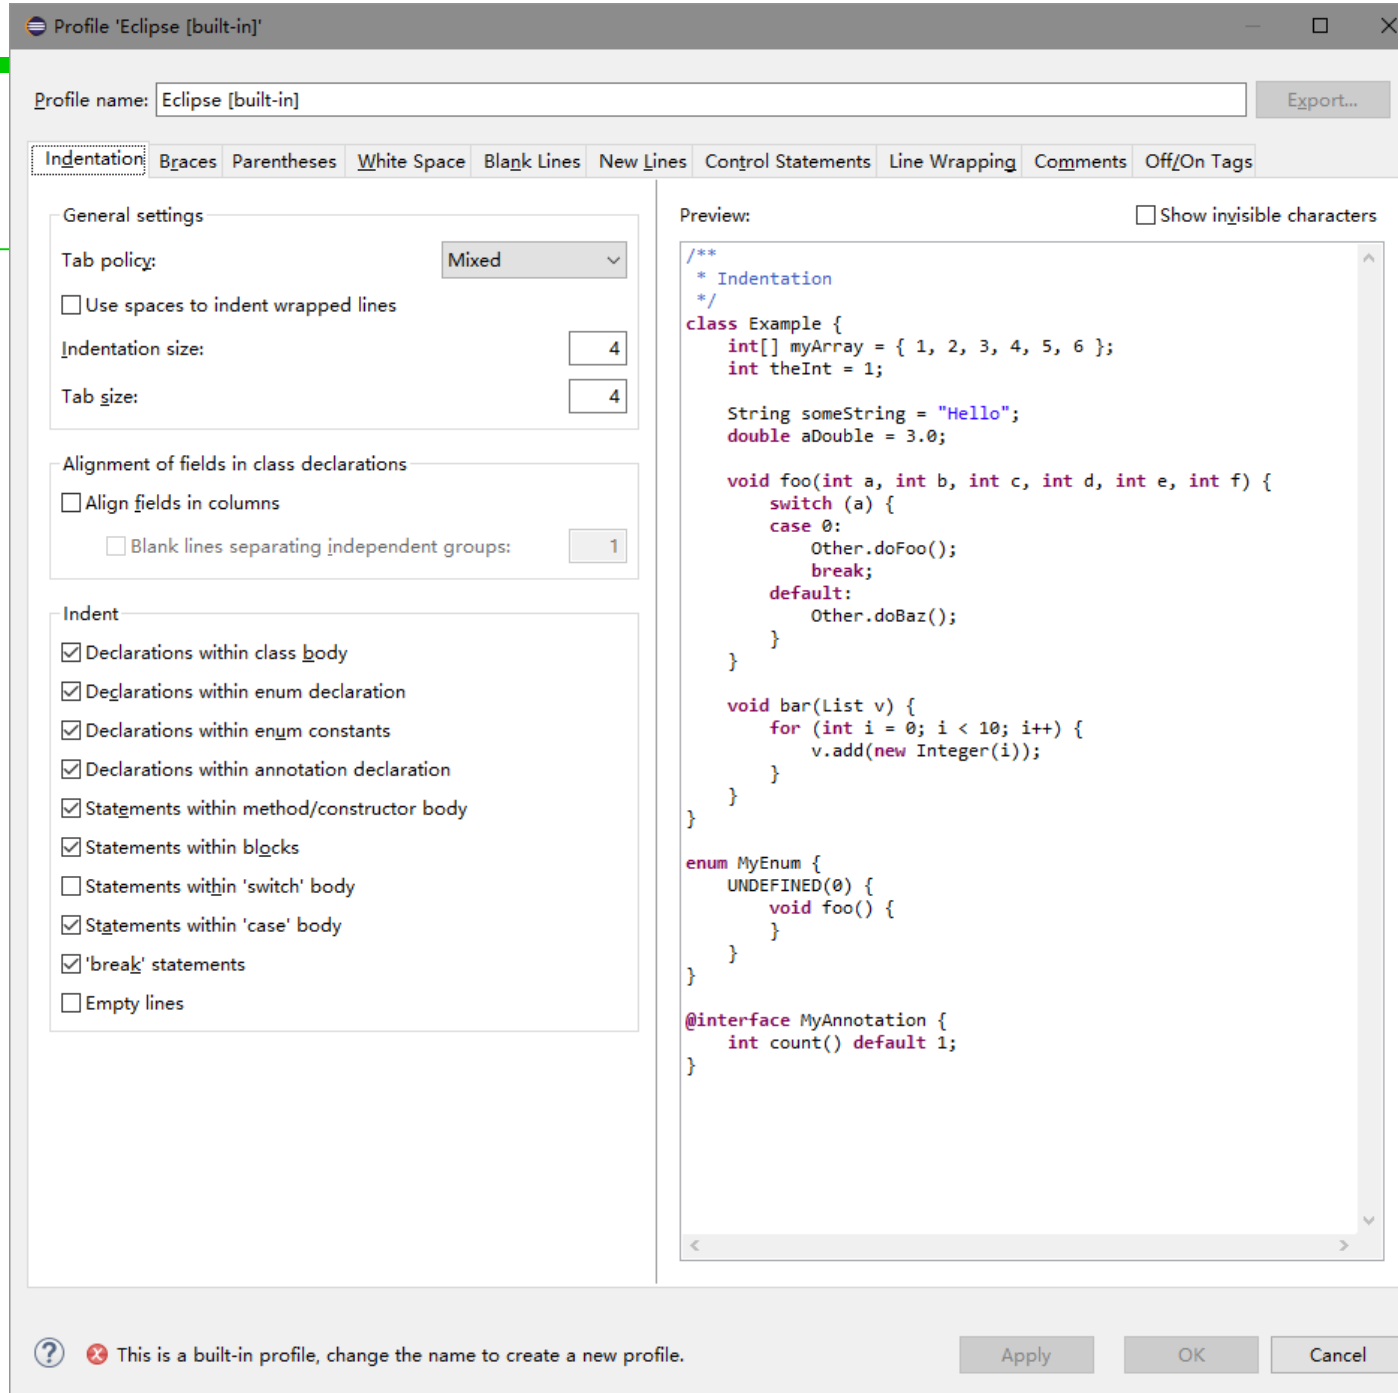 Profile 'Eclipse [built-in]'
Profile name: Eclipse [built-in] Export...
Indentation Braces Parentheses White Space Blank Lines New Lines Control Statements Line Wrapping Comments Off/On Tags
General settings
Tab policy: Mixed
Use spaces to indent wrapped lines
Indentation size: 4
Tab size: 4
Alignment of fields in class declarations
Align fields in columns
Blank lines separating independent groups: 1
Indent
Declarations within class body
Declarations within enum declaration
Declarations within enum constants
Declarations within annotation declaration
Statements within method/constructor body
Statements within blocks
Statements within 'switch' body
Statements within 'case' body
'break' statements
Empty lines
Preview: Show invisible characters
/**
 * Indentation
 */
class Example {
    int[] myArray = { 1, 2, 3, 4, 5, 6 };
    int theInt = 1;
    String someString = "Hello";
    double aDouble = 3.0;
    void foo(int a, int b, int c, int d, int e, int f) {
        switch (a) {
        case 0:
            Other.doFoo();
            break;
        default:
            Other.doBaz();
        }
    }
    void bar(List v) {
        for (int i = 0; i < 10; i++) {
            v.add(new Integer(i));
        }
    }
}
enum MyEnum {
    UNDEFINED(0) {
        void foo() {
        }
    }
}
@interface MyAnnotation {
    int count() default 1;
}
This is a built-in profile, change the name to create a new profile. Apply OK Cancel